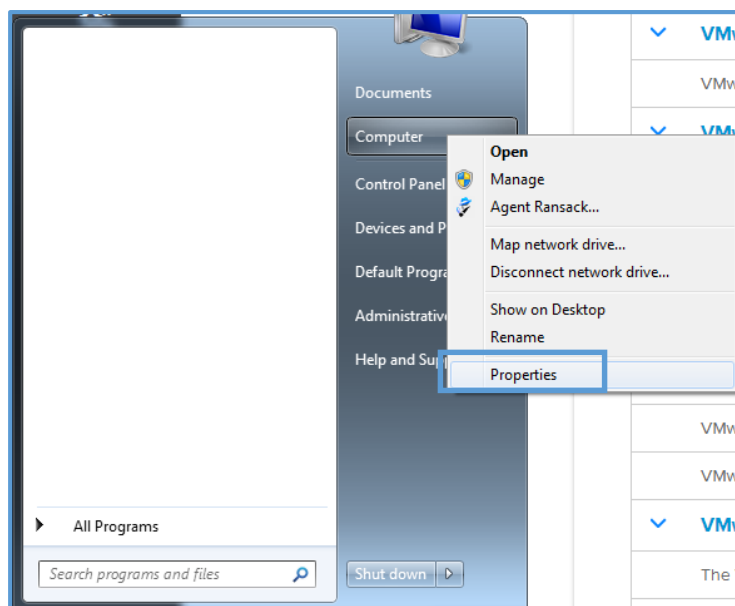 Documents
Computer
Control Panel
Devices and P
Default Progra
Administrativ
Help and Sup
All Programs
Search programs and files
Shut down
Open
Manage
Agent Ransack...
Map network drive...
Disconnect network drive...
Show on Desktop
Rename
Properties
VMw
VMw
VMw
VMw
VMw
VMw
The